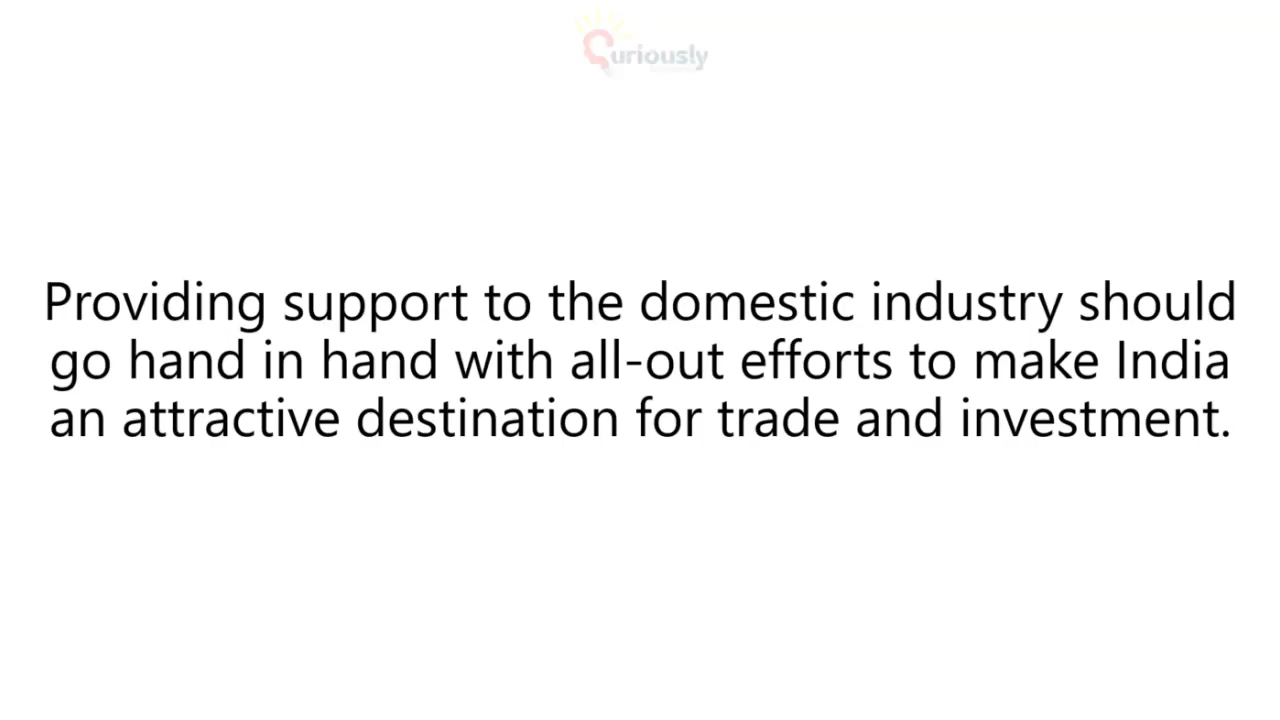 Curiously
Providing support to the domestic industry should
go hand in hand with all-out efforts to make India
an attractive destination for trade and investment.